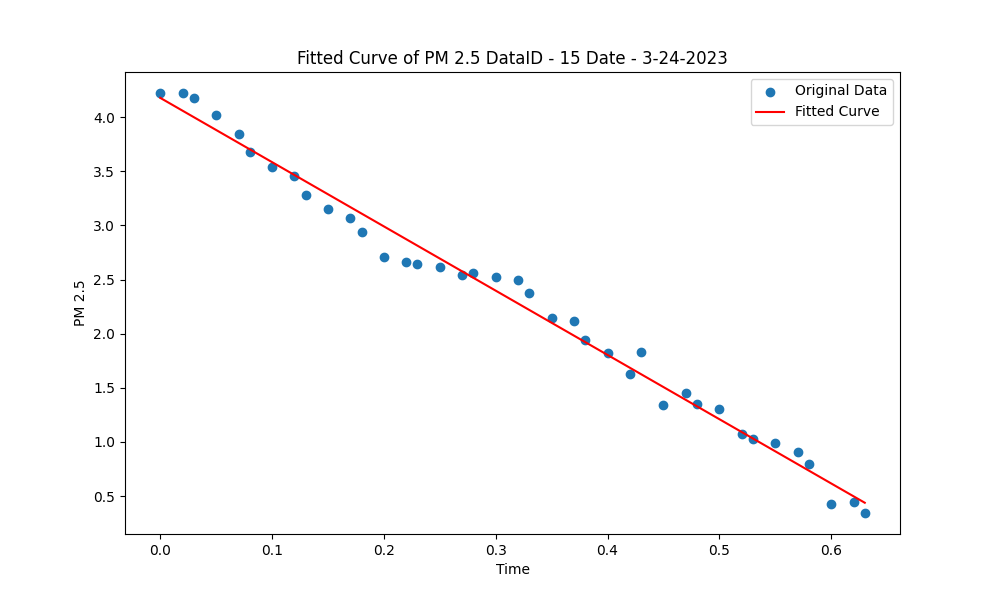 Fitted Curve of PM 2.5 DataID - 15 Date - 3-24-2023
Original Data
Fitted Curve
4.0
3.5
3.0
2.5
2.0
1.5
1.0
0.5
PM 2.5
0.0 0.1 0.2 0.3 0.4 0.5 0.6
Time